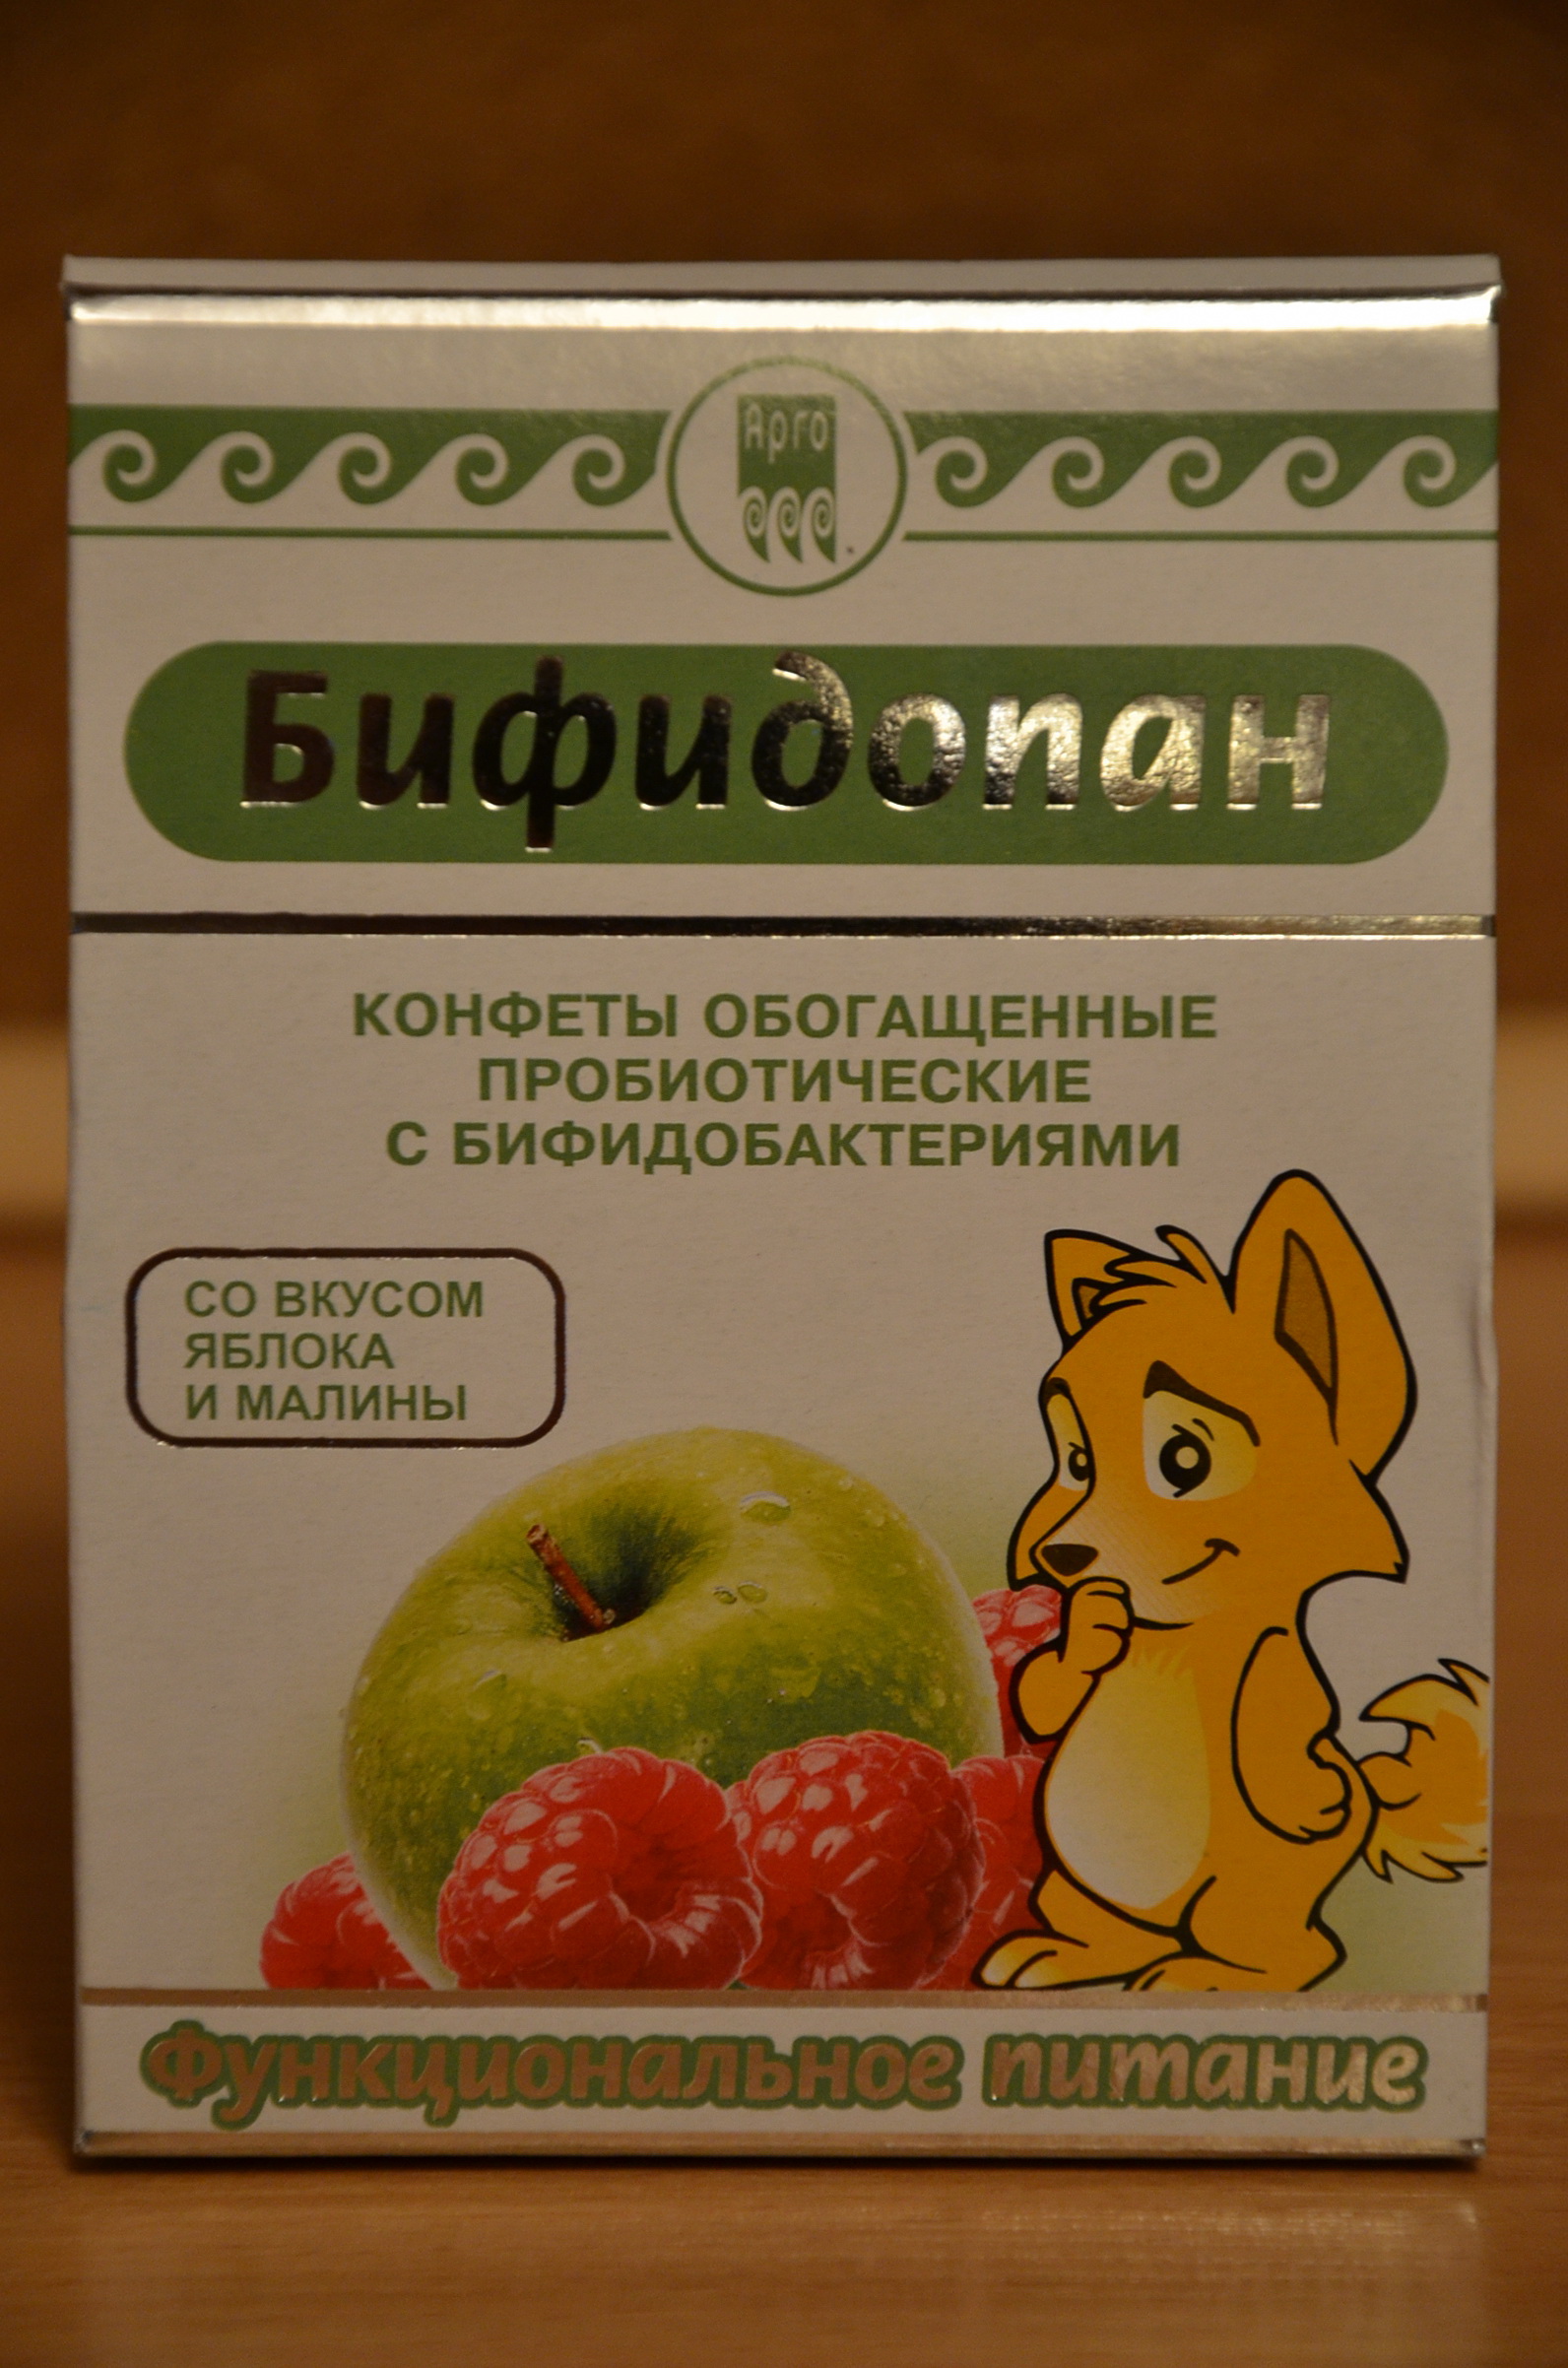 Арго
Бифидопан
КОНФЕТЫ ОБОГАЩЕННЫЕ
ПРОБИОТИЧЕСКИЕ
С БИФИДОБАКТЕРИЯМИ
СО ВКУСОМ
ЯБЛОКА
И МАЛИНЫ
Функциональное питание